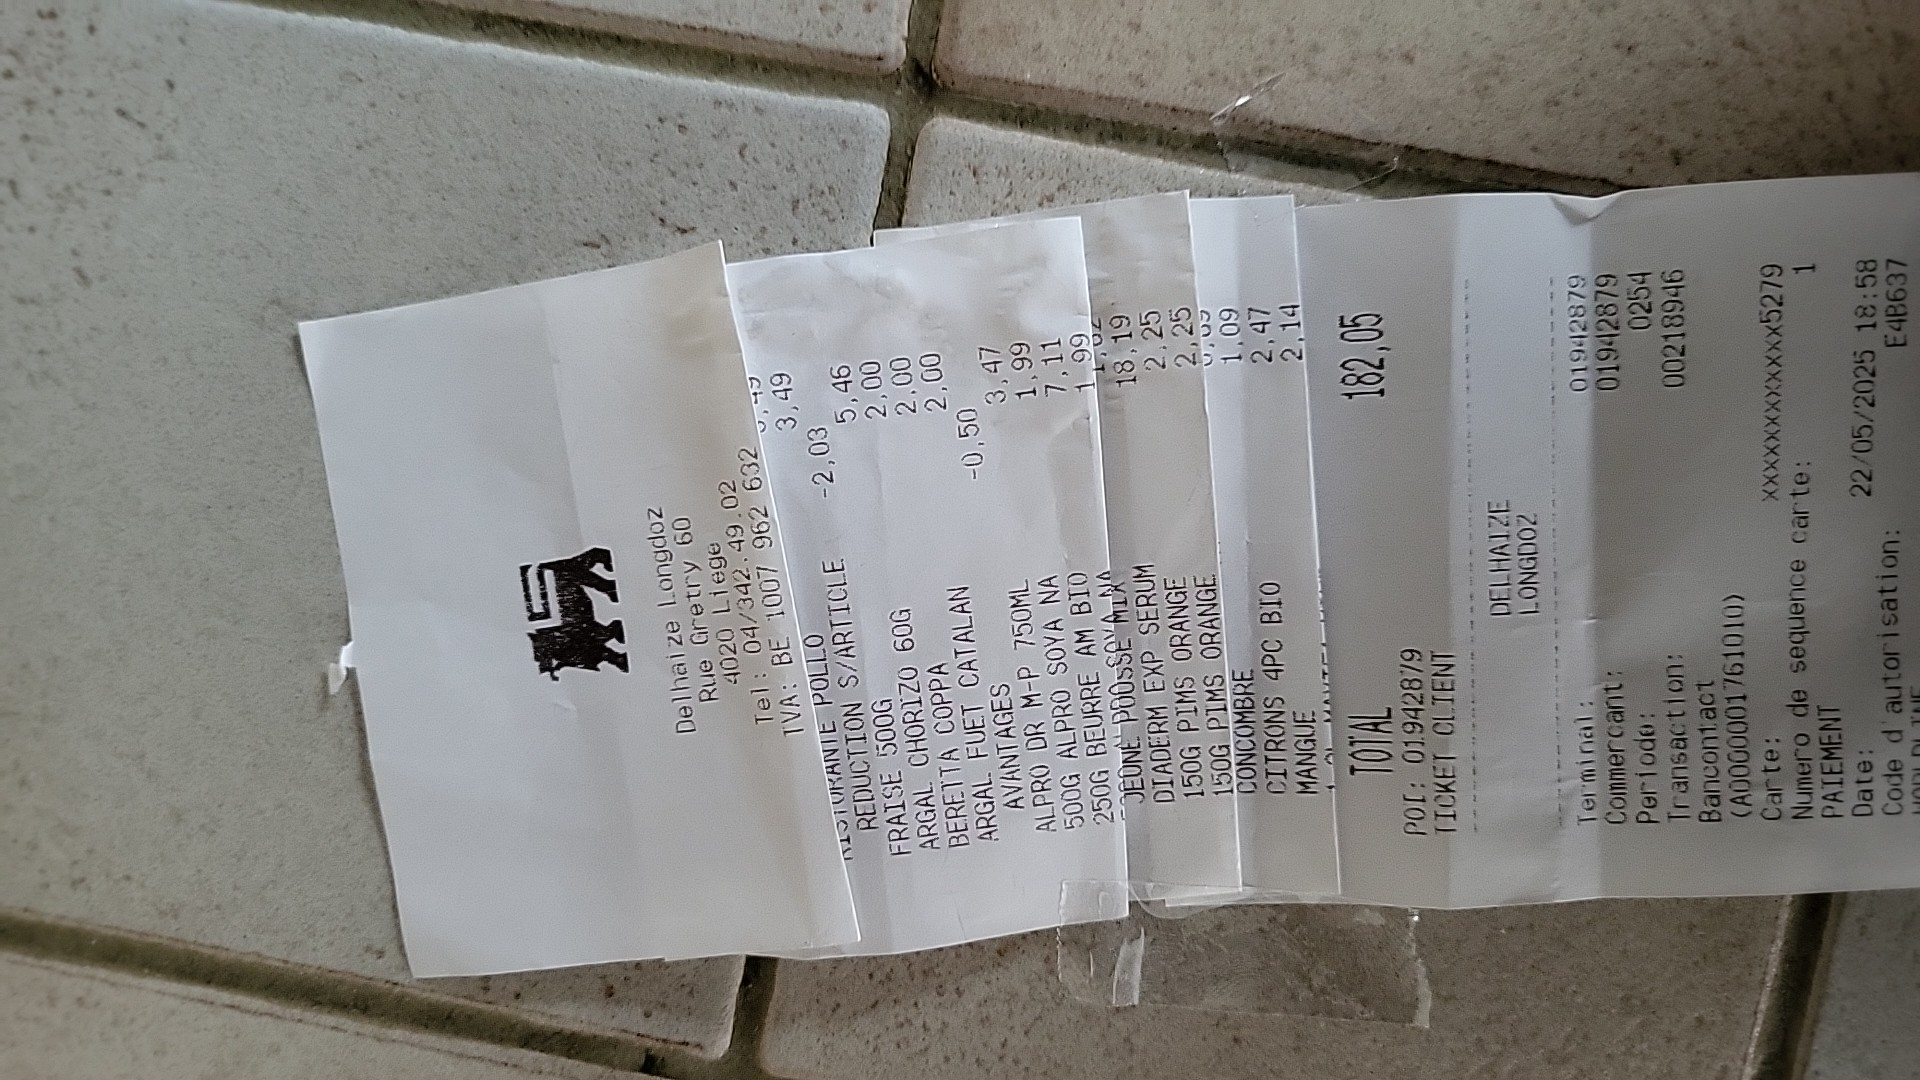 Delhaize Longdoz
Rue Gretry 60
4020 Liege
Tel: 04/342.49.02
TVA: BE 1007 962 632
POLLO 3,49
REDUCTION S/ARTICLE -2,03
FRAISE 500G 5,46
ARGAL CHORIZO 60G 2,00
BERETTA COPPA 2,00
ARGAL FUET CATALAN 2,00
AVANTAGES -0,50
ALPRO DR M-P 750ML 3,47
500G ALPRO SOYA NA 1,99
250G BEURRE AM BIO 7,11
1,99
JEUNE POUSSE MIX
DIADERM EXP SERUM 18,19
150G PIMS ORANGE 2,25
150G PIMS ORANGE 2,25
CONCOMBRE 1,09
CITRONS 4PC BIO 2,47
MANGUE 2,14
TOTAL 182,05
POI: 01942879
TICKET CLIENT
DELHAIZE
LONGDOZ
Terminal: 01942879
Commercant: 01942879
Periode: 0254
Transaction: 00218946
Bancontact
(A0000001761010)
Carte: xxxxxxxxxxxxx5279
Numero de sequence carte: 1
PAIEMENT
Date: 22/05/2025 18:58
Code d'autorisation: E4B637